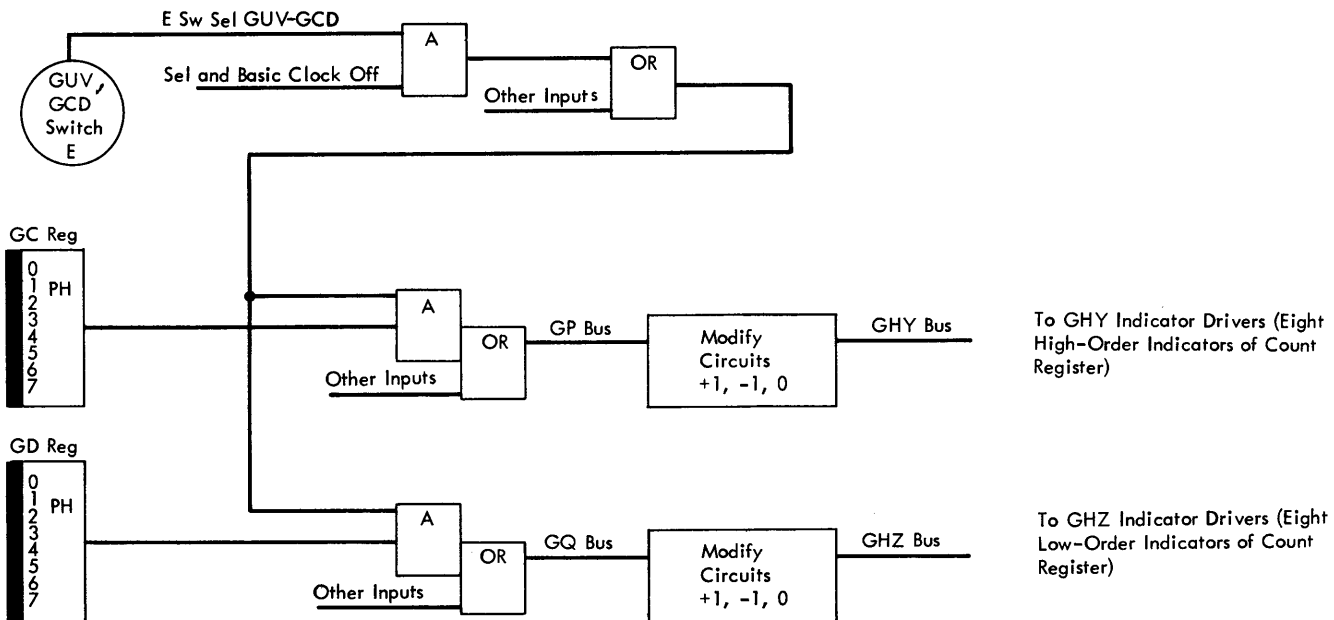 E Sw Sel GUV-GCD
A
Sel and Basic Clock Off
OR
Other Inputs
GUV,
GCD
Switch
E
GC Reg
0
1
2
3
4
5
6
7
PH
A
OR
Other Inputs
GP Bus
Modify
Circuits
+1, -1, 0
GHY Bus
To GHY Indicator Drivers (Eight
High-Order Indicators of Count
Register)
GD Reg
0
1
2
3
4
5
6
7
PH
A
OR
Other Inputs
GQ Bus
Modify
Circuits
+1, -1, 0
GHZ Bus
To GHZ Indicator Drivers (Eight
Low-Order Indicators of Count
Register)